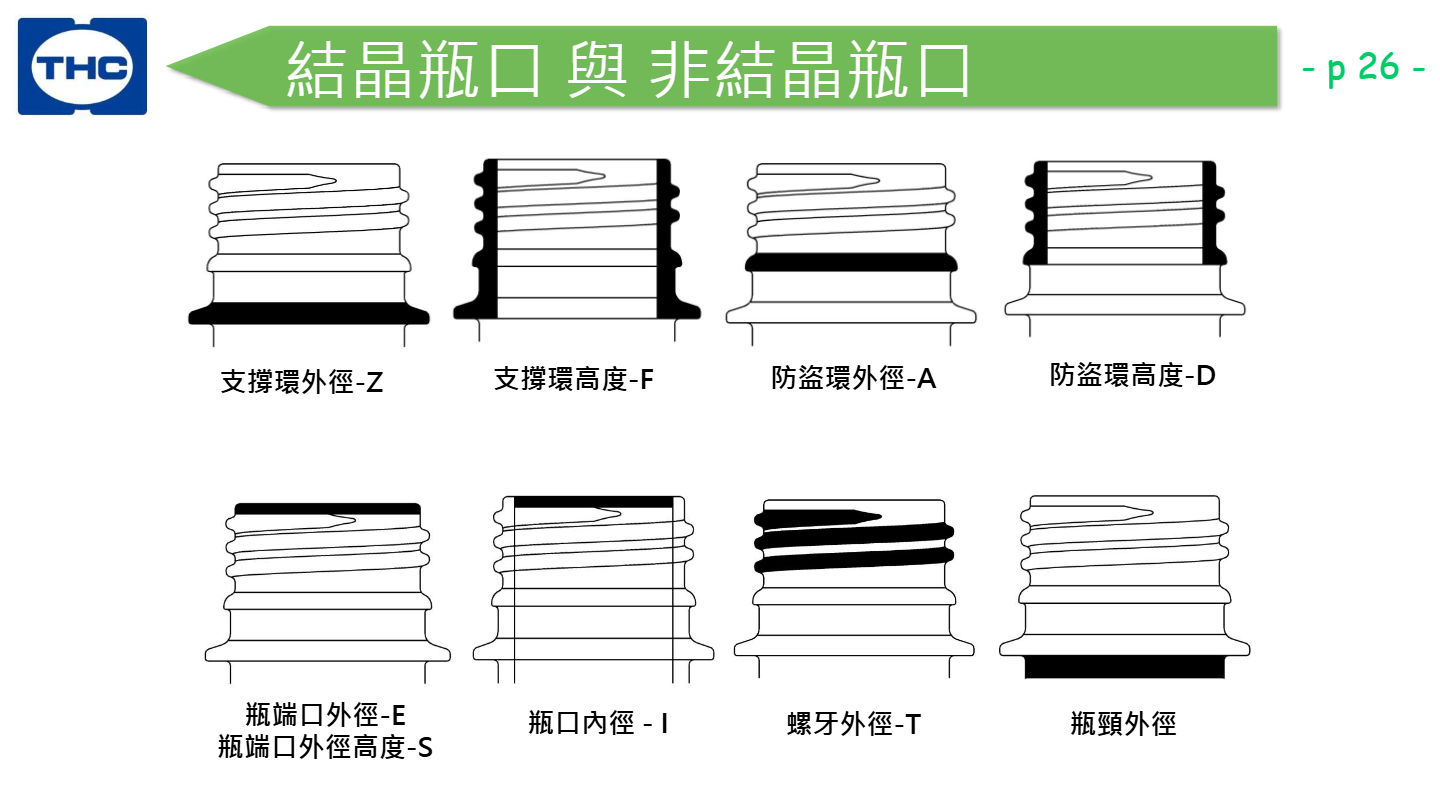 THC
結晶瓶口 與 非結晶瓶口
- p 26 -
支撐環外徑-Z
支撐環高度-F
防盜環外徑-A
防盜環高度-D
瓶端口外徑-E
瓶端口外徑高度-S
瓶口內徑 - I
螺牙外徑-T
瓶頸外徑